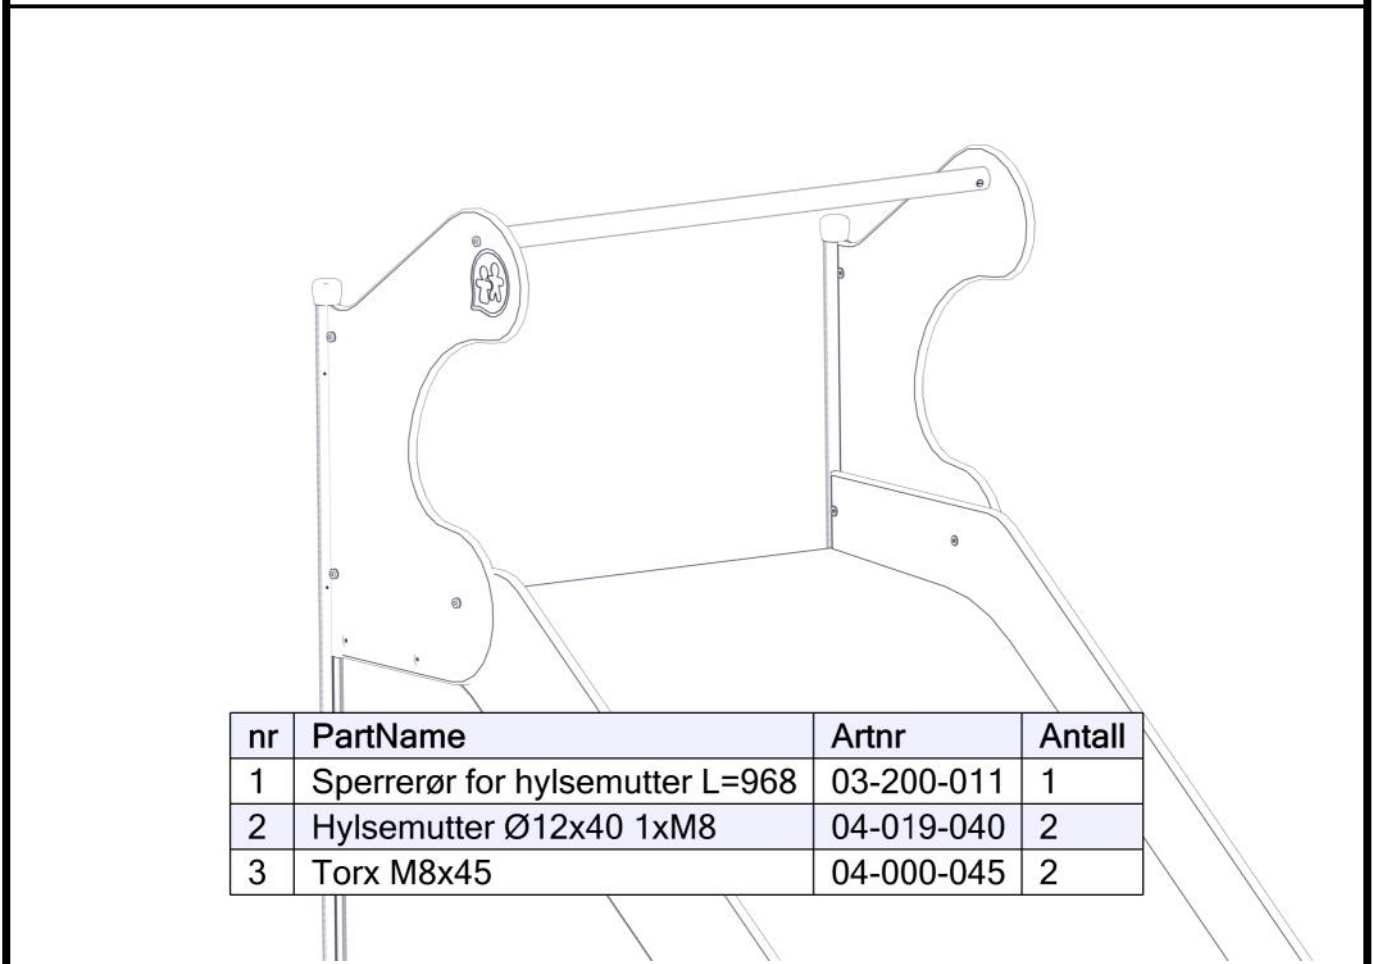 nr PartName Artnr Antall
1 Sperrerør for hylsemutter L=968 03-200-011 1
2 Hylsemutter Ø12x40 1xM8 04-019-040 2
3 Torx M8x45 04-000-045 2